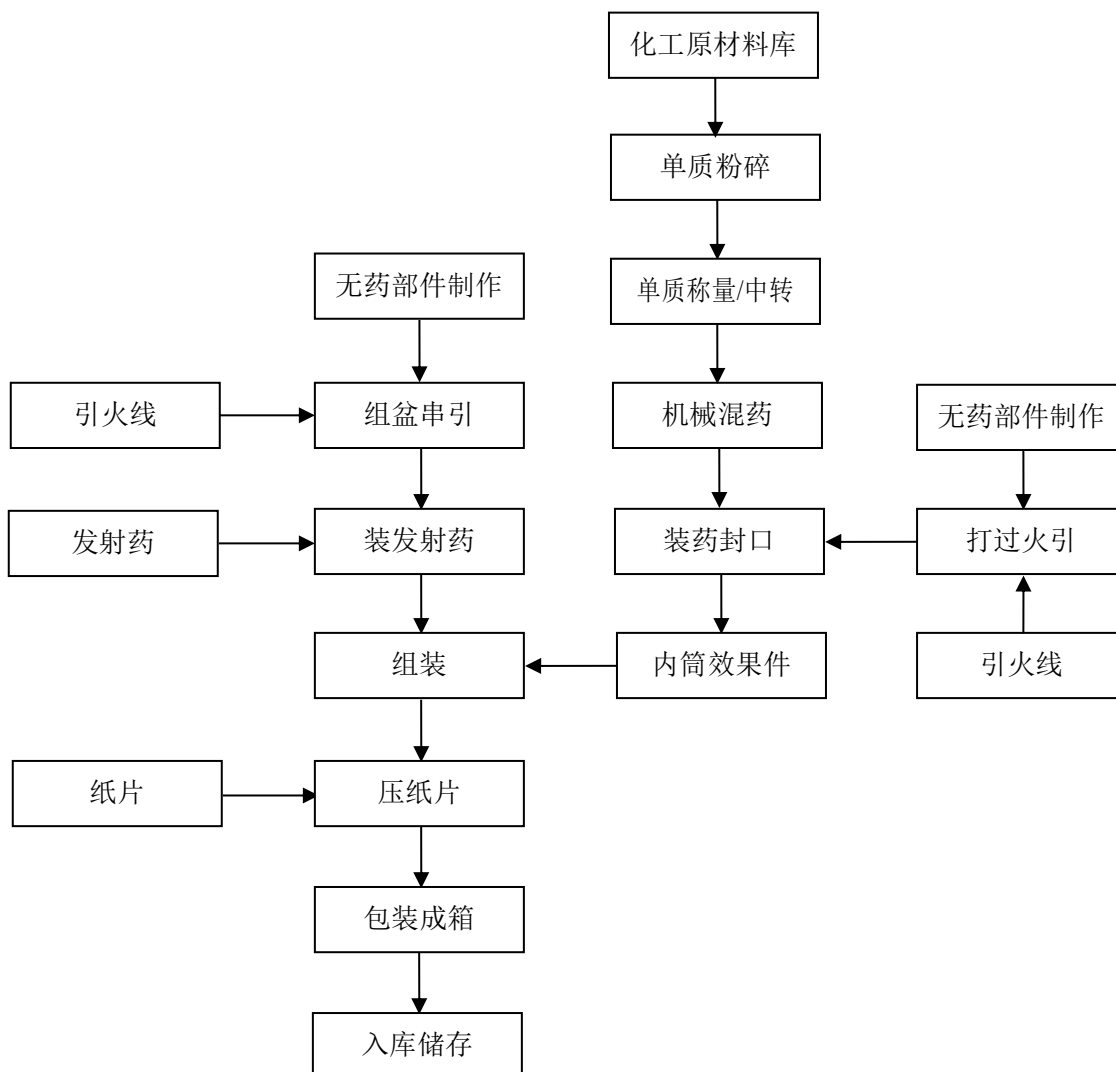 化工原材料库
单质粉碎
无药部件制作
单质称量/中转
引火线
组盆串引
机械混药
无药部件制作
发射药
装发射药
装药封口
打过火引
组装
内筒效果件
引火线
纸片
压纸片
包装成箱
入库储存